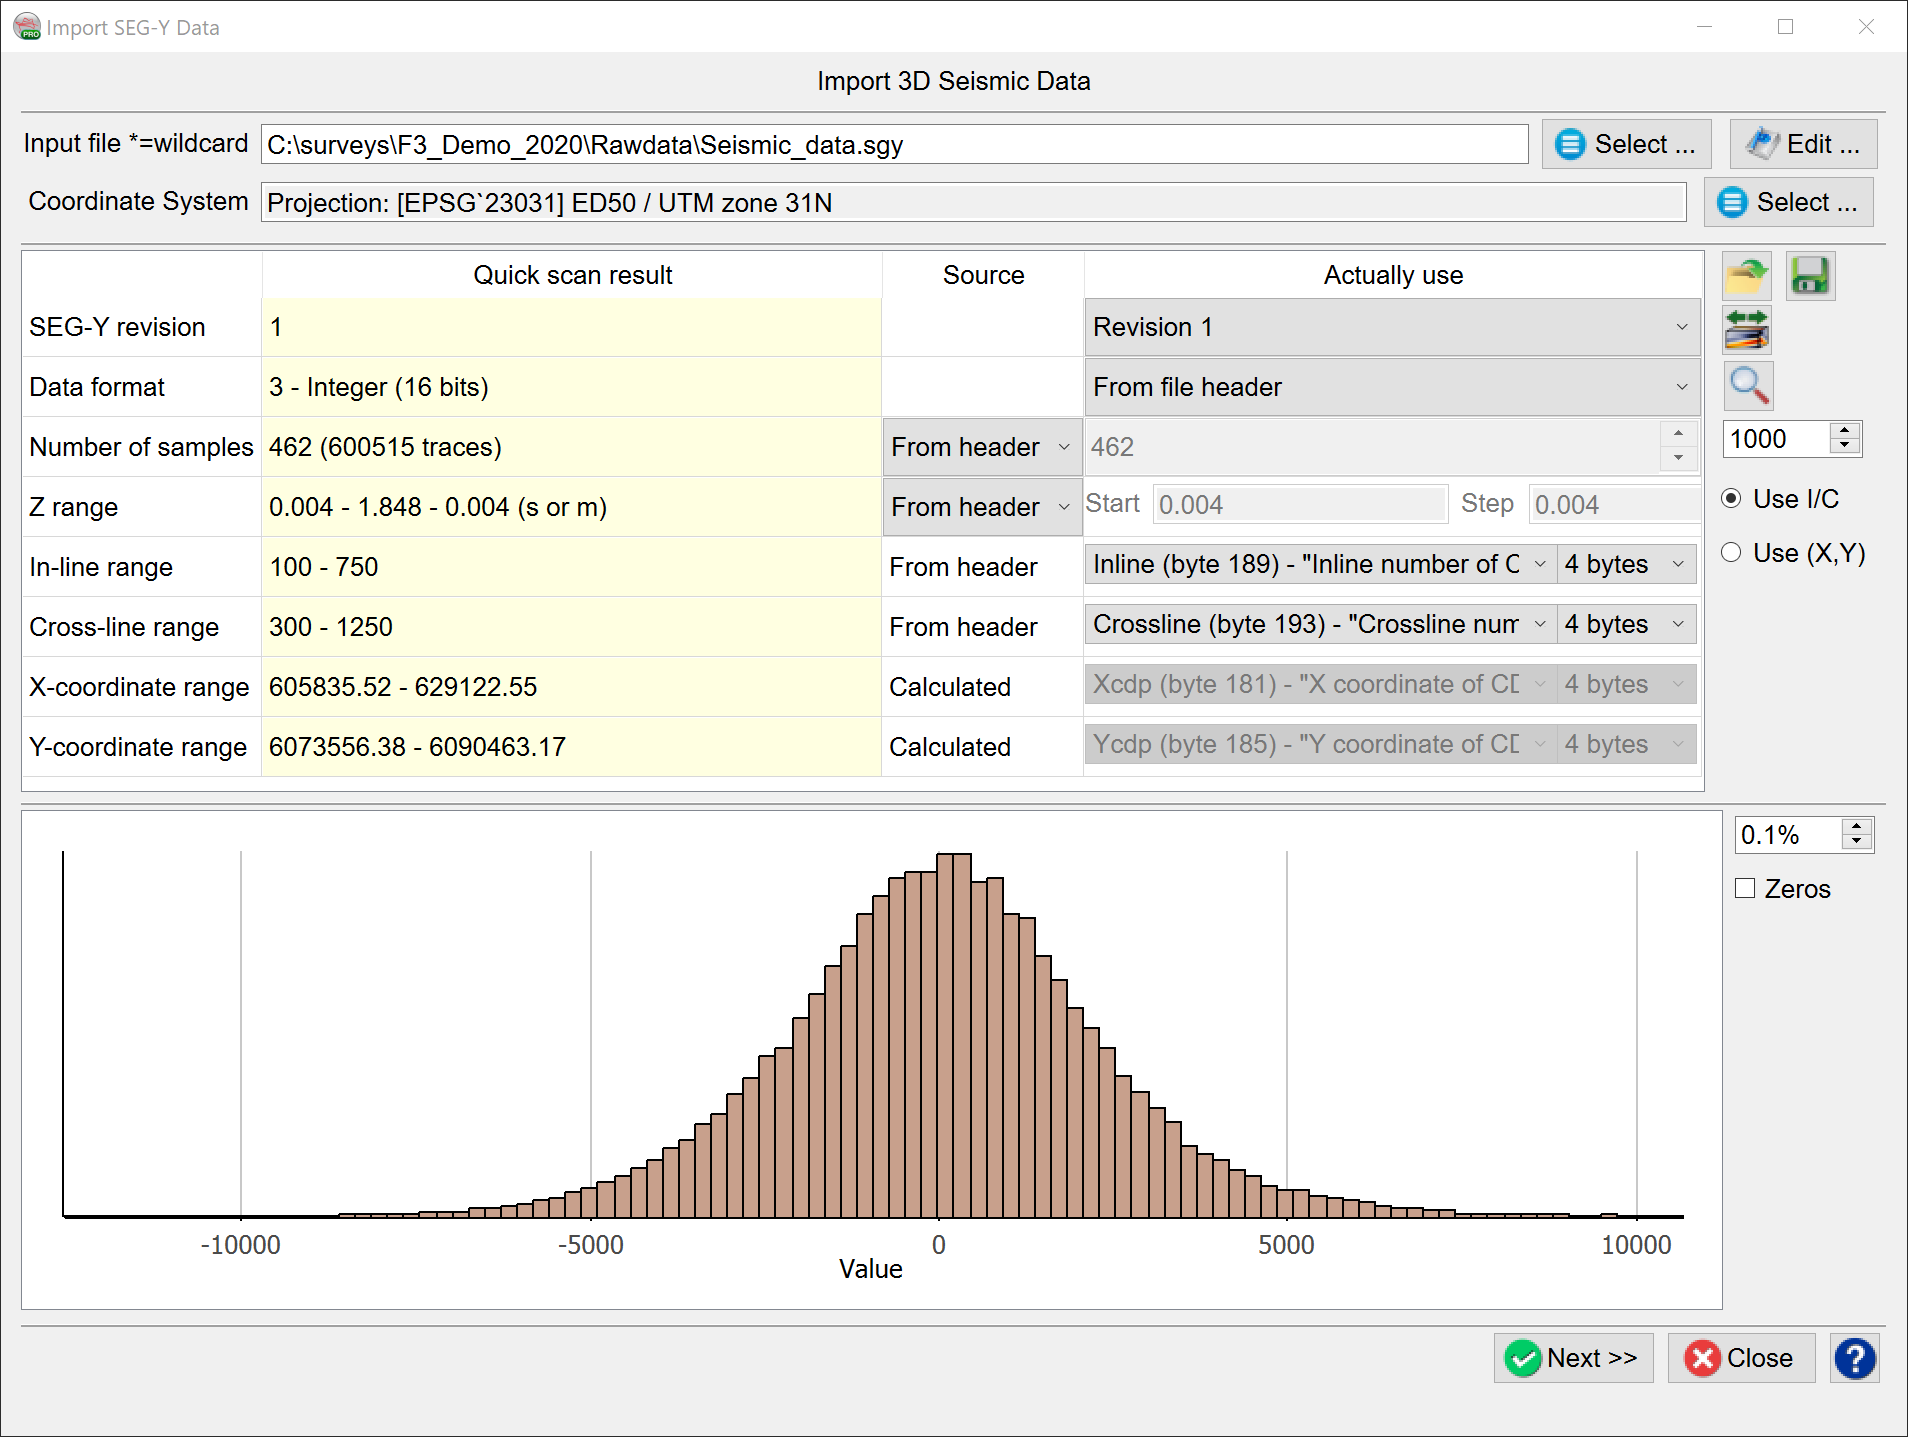 Import SEG-Y Data
Import 3D Seismic Data
Input file *=wildcard C:\surveys\F3_Demo_2020\Rawdata\Seismic_data.sgy Select ... Edit ...
Coordinate System Projection: [EPSG`23031] ED50 / UTM zone 31N Select ...
Quick scan result Source Actually use
SEG-Y revision 1 Revision 1
Data format 3 - Integer (16 bits) From file header
Number of samples 462 (600515 traces) From header 462 1000
Z range 0.004 - 1.848 - 0.004 (s or m) From header Start 0.004 Step 0.004 Use I/C
In-line range 100 - 750 From header Inline (byte 189) - "Inline number of C 4 bytes Use (X,Y)
Cross-line range 300 - 1250 From header Crossline (byte 193) - "Crossline num 4 bytes
X-coordinate range 605835.52 - 629122.55 Calculated Xcdp (byte 181) - "X coordinate of CD 4 bytes
Y-coordinate range 6073556.38 - 6090463.17 Calculated Ycdp (byte 185) - "Y coordinate of CD 4 bytes
0.1%
Zeros
-10000 -5000 0 5000 10000
Value
Next >> Close ?
PRO